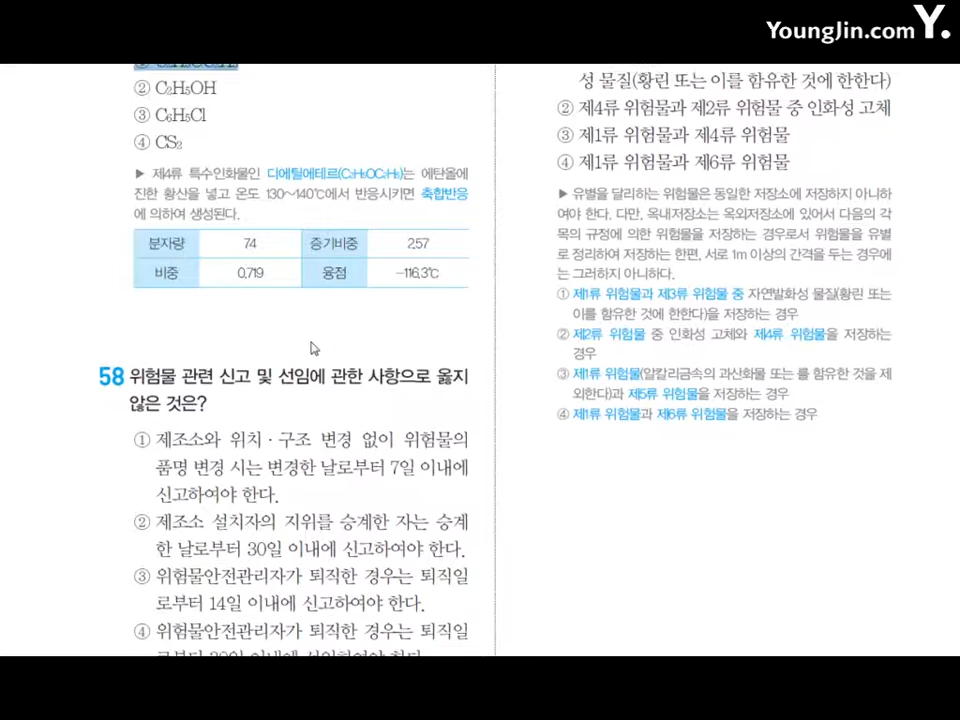 YoungJin.com Y.
② C₂H₅OH
③ C₆H₅Cl
④ CS₂
▶ 제4류 특수인화물인 디에틸에테르(C₂H₅OC₂H₅)는 에탄올에
진한 황산을 넣고 온도 130~140℃에서 반응시키면 축합반응
에 의하여 생성된다.
분자량 74 증기비중 2.57
비중 0.719 융점 -116.3℃
58 위험물 관련 신고 및 선임에 관한 사항으로 옳지
않은 것은?
① 제조소와 위치·구조 변경 없이 위험물의
품명 변경 시는 변경한 날로부터 7일 이내에
신고하여야 한다.
② 제조소 설치자의 지위를 승계한 자는 승계
한 날로부터 30일 이내에 신고하여야 한다.
③ 위험물안전관리자가 퇴직한 경우는 퇴직일
로부터 14일 이내에 신고하여야 한다.
④ 위험물안전관리자가 퇴직한 경우는 퇴직일
성 물질(황린 또는 이를 함유한 것에 한한다)
② 제4류 위험물과 제2류 위험물 중 인화성 고체
③ 제1류 위험물과 제4류 위험물
④ 제1류 위험물과 제6류 위험물
▶ 유별을 달리하는 위험물은 동일한 저장소에 저장하지 아니하
여야 한다. 다만, 옥내저장소는 옥외저장소에 있어서 다음의 각
목의 규정에 의한 위험물을 저장하는 경우로서 위험물을 유별
로 정리하여 저장하는 한편, 서로 1m 이상의 간격을 두는 경우에
는 그러하지 아니하다.
① 제1류 위험물과 제3류 위험물 중 자연발화성 물질(황린 또는
이를 함유한 것에 한한다)을 저장하는 경우
② 제2류 위험물 중 인화성 고체와 제4류 위험물을 저장하는
경우
③ 제1류 위험물(알칼리금속의 과산화물 또는 를 함유한 것을 제
외한다)과 제5류 위험물을 저장하는 경우
④ 제1류 위험물과 제6류 위험물을 저장하는 경우